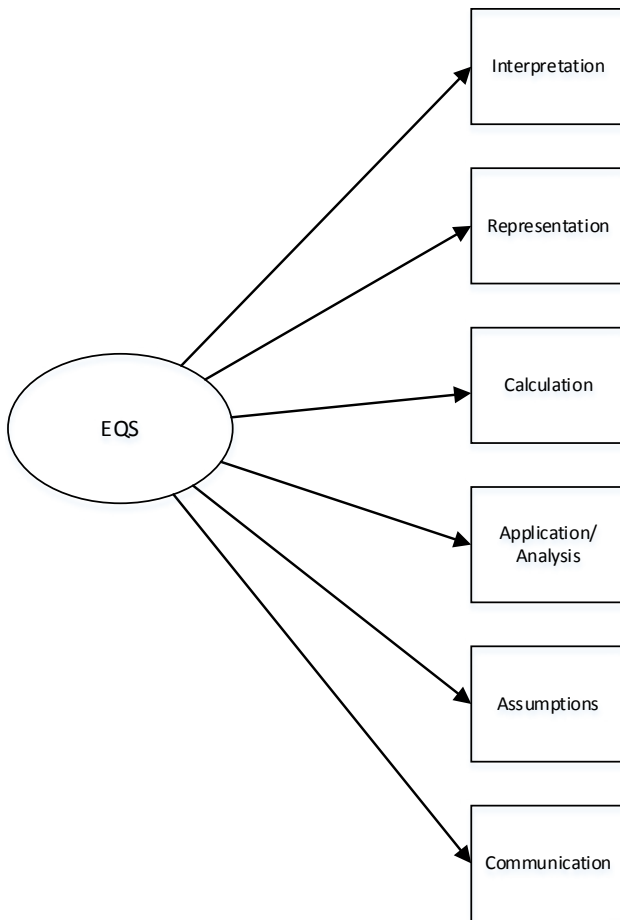 Interpretation
Representation
Calculation
EQS
Application/
Analysis
Assumptions
Communication